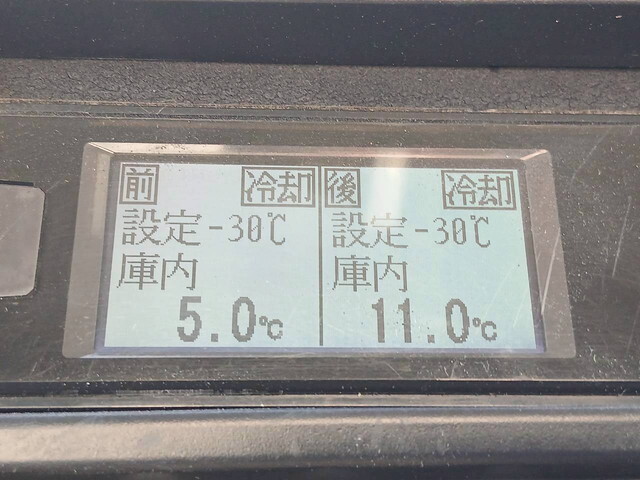 前 冷却
設定 -30℃
庫内
5.0℃
後 冷却
設定 -30℃
庫内
11.0℃